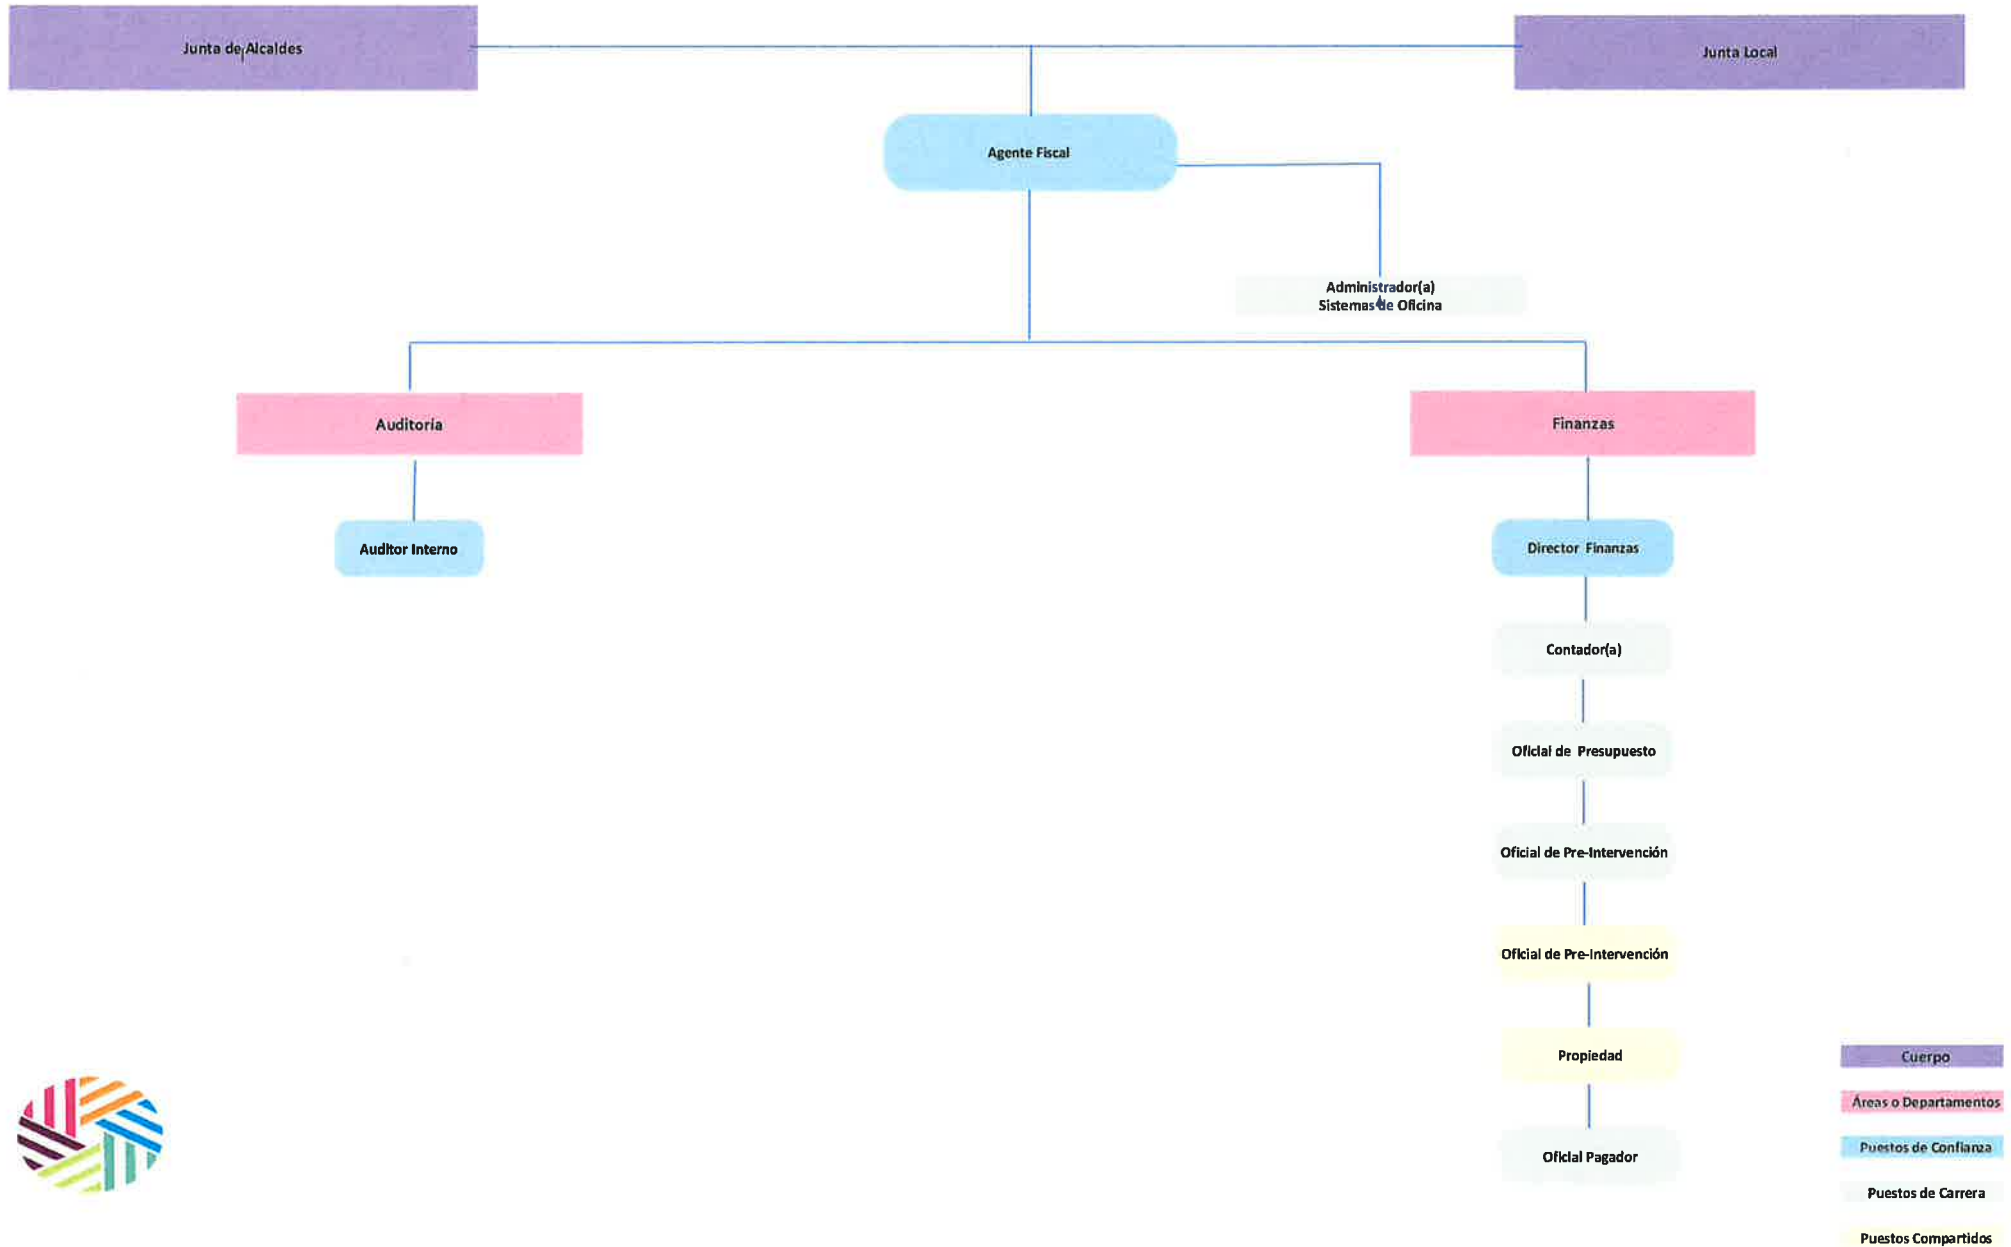 Junta de Alcaldes
Junta Local
Agente Fiscal
Administrador(a)
Sistemas de Oficina
Auditoría
Finanzas
Auditor Interno
Director Finanzas
Contador(a)
Oficial de Presupuesto
Oficial de Pre-Intervención
Oficial de Pre-Intervención
Propiedad
Oficial Pagador
Cuerpo
Áreas o Departamentos
Puestos de Confianza
Puestos de Carrera
Puestos Compartidos